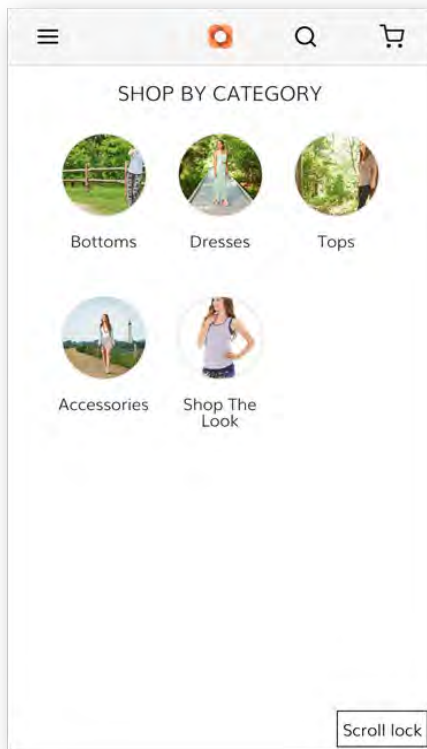 SHOP BY CATEGORY
Bottoms
Dresses
Tops
Accessories
Shop The
Look
Scroll lock